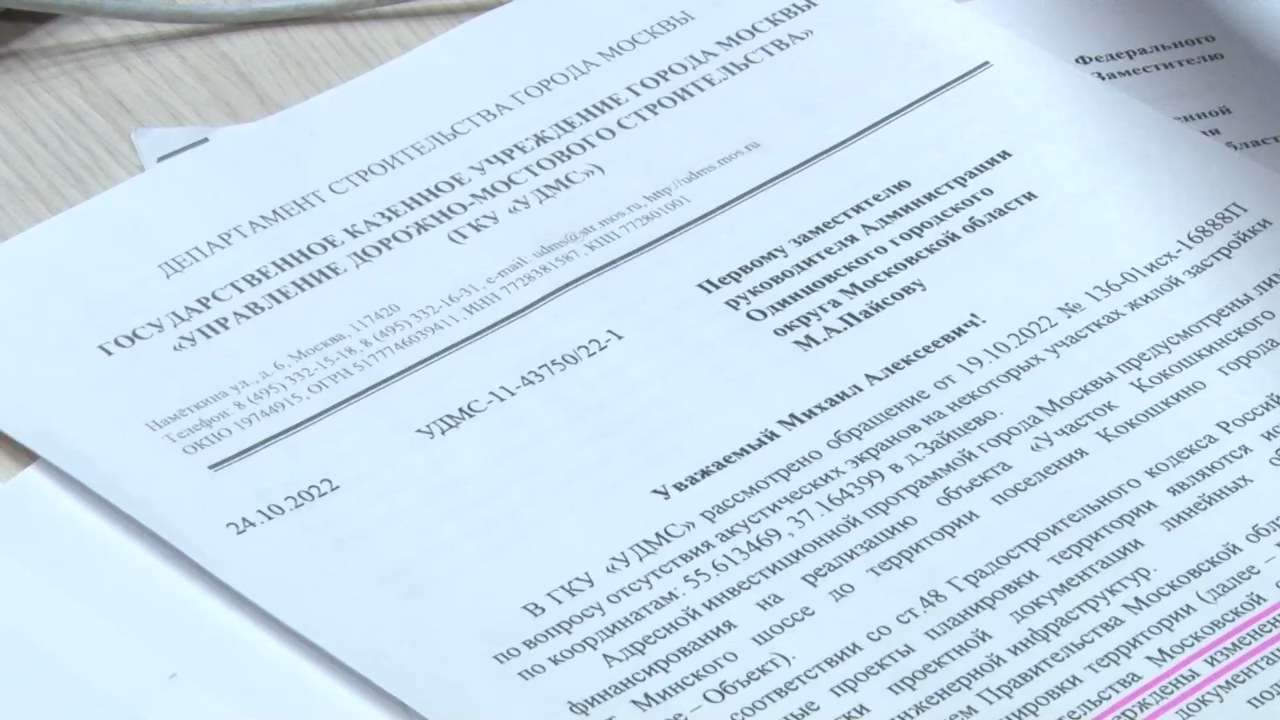 ДЕПАРТАМЕНТ СТРОИТЕЛЬСТВА ГОРОДА МОСКВЫ
ГОСУДАРСТВЕННОЕ КАЗЕННОЕ УЧРЕЖДЕНИЕ ГОРОДА МОСКВЫ
«УПРАВЛЕНИЕ ДОРОЖНО-МОСТОВОГО СТРОИТЕЛЬСТВА»
(ГКУ «УДМС»)
Намёткина ул., д. 6, Москва, 117420
Телефон: 8 (495) 332-15-18, 8 (495) 332-16-31, e-mail: udms@str.mos.ru, http://udms.mos.ru
ОКПО 19744915, ОГРН 5177746039411, ИНН 7728381587, КПП 772801001
24.10.2022
УДМС-11-43750/22-1
Первому заместителю
руководителя Администрации
Одинцовского городского
округа Московской области
М.А.Пайсову
Уважаемый Михаил Алексеевич!
В ГКУ «УДМС» рассмотрено обращение от 19.10.2022 № 136-01исх-16888П
по вопросу отсутствия акустических экранов на некоторых участках жилой застройки
по координатам: 55.613469 ,37.164399 в д.Зайцево.
Адресной инвестиционной программой города Москвы предусмотрены ли
финансирования на реализацию объекта «Участок Кокошкинского
Минского шоссе до территории поселения Кокошкино города
– Объект).
соответствии со ст.48 Градостроительного кодекса Россий
проекты планировки территории являются ис
проектной документации линейных об
инженерной инфраструктур.
Правительства Московской обл
территории (далее –
Московской
изменен
документа
Федерального
Заместителю